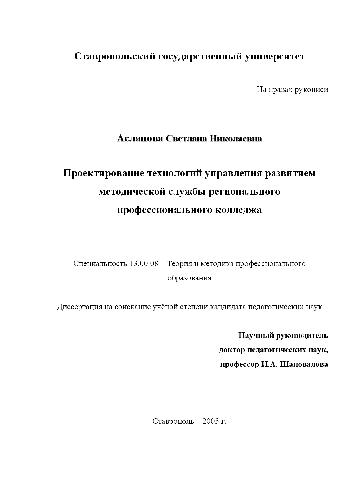 Ставропольский государственный университет
На правах рукописи
Светлана Николаевна
Проектирование технологий управления развитием
методической службы регионального
профессионального колледжа
Специальность 13.00.08 – Теория и методика профессионального
образования
Диссертация на соискание учёной степени кандидата педагогических наук
Научный руководитель
доктор педагогических наук,
профессор Шаповалова
Ставрополь – 2005 г.